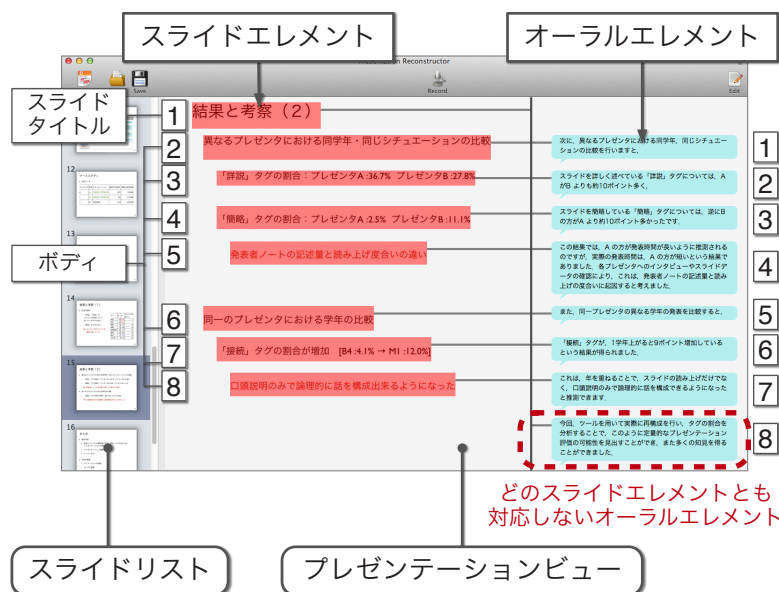 スライドエレメント
オーラルエレメント
Presentation Reconstructor
Save
Record
Edit
スライド
タイトル
ボディ
1
2
3
4
5
6
7
8
結果と考察（2）
異なるプレゼンタにおける同学年・同じシチュエーションの比較
「詳説」タグの割合：プレゼンタA :36.7% プレゼンタB :27.8%
「簡略」タグの割合：プレゼンタA :2.5% プレゼンタB :11.1%
発表者ノートの記述量と読み上げ度合いの違い
同一のプレゼンタにおける学年の比較
「接続」タグの割合が増加 [B4 :4.1% → M1 :12.0%]
口頭説明のみで論理的に話を構成出来るようになった
次に，異なるプレゼンタにおける同学年，同じシチュエー
ションの比較を行いますと，
1
スライドを詳しく述べている「詳説」タグについては，A
がB よりも約10ポイント多く，
2
スライドを簡略している「簡略」タグについては，逆にB
の方がA より約10ポイント多かったです．
3
この結果では，A の方が発表時間が長いように推測される
のですが，実際の発表時間は，A の方が短いという結果で
ありました．各プレゼンタへのインタビューやスライドデ
ータの確認により，これは，発表者ノートの記述量と読み
上げの度合いに起因すると考えました．
4
また，同一プレゼンタの異なる学年の発表を比較すると，
5
「接続」タグが，1学年上がると9ポイント増加している
という結果が得られました．
6
これは，年を重ねることで，スライドの読み上げだけでな
く，口頭説明のみで論理的に話を構成できるようになった
と推測できます．
7
今回，ツールを用いて実際に再構成を行い，タグの割合を
分析することで，このように定量的なプレゼンテーション
評価の可能性を見出すことができ，また多くの知見を得る
ことができました．
8
どのスライドエレメントとも
対応しないオーラルエレメント
12
13
14
結果と考察（1）
15
結果と考察（2）
16
まとめ
スライドリスト
プレゼンテーションビュー